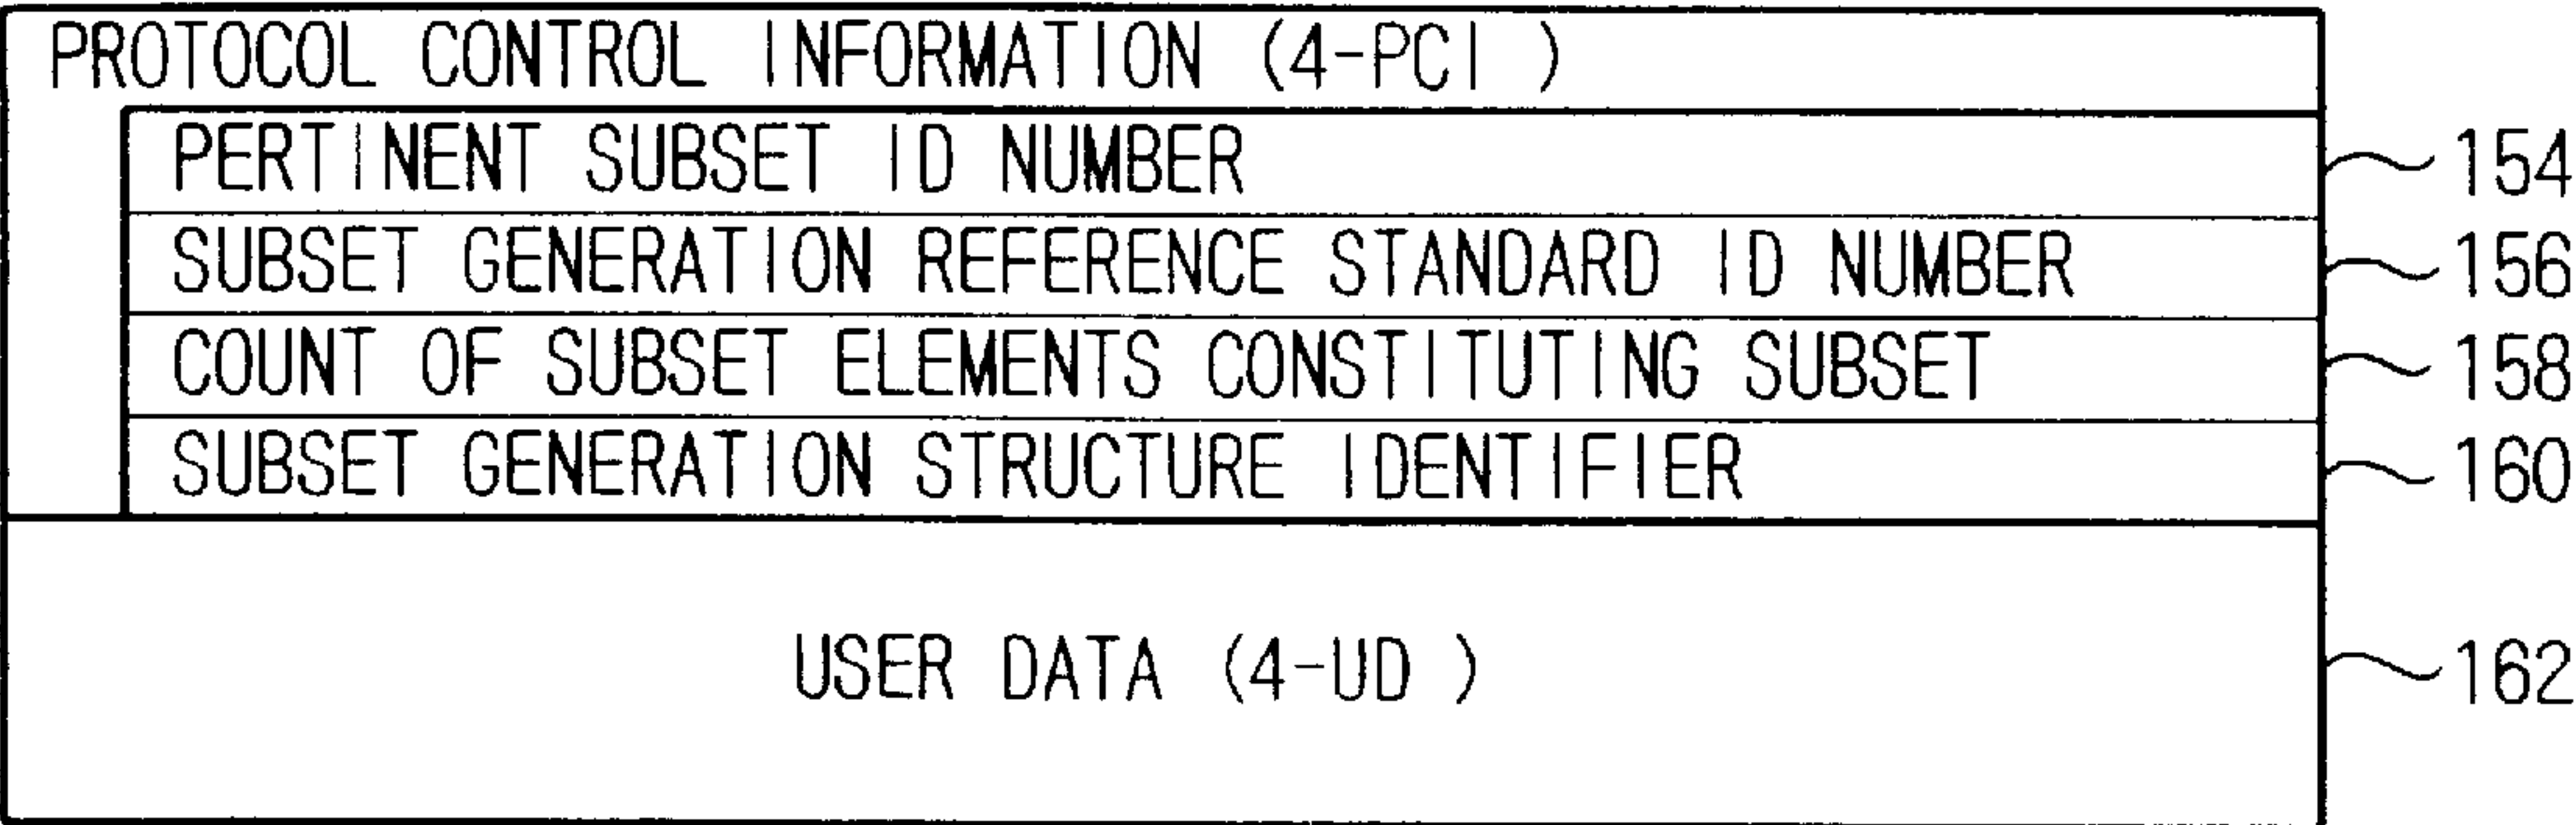 PROTOCOL CONTROL INFORMATION (4-PCI )
PERTINENT SUBSET ID NUMBER 154
SUBSET GENERATION REFERENCE STANDARD ID NUMBER 156
COUNT OF SUBSET ELEMENTS CONSTITUTING SUBSET 158
SUBSET GENERATION STRUCTURE IDENTIFIER 160
USER DATA (4-UD ) 162